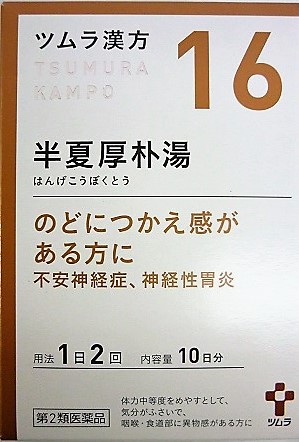 ツムラ漢方
TSUMURA
KAMPO
16
半夏厚朴湯
はんげこうぼくとう
のどにつかえ感が
ある方に
不安神経症、神経性胃炎
用法 1日2回 内容量 10日分
第2類医薬品
体力中等度をめやすとして、
気分がふさいで、
咽喉・食道部に異物感がある方に
ツムラ